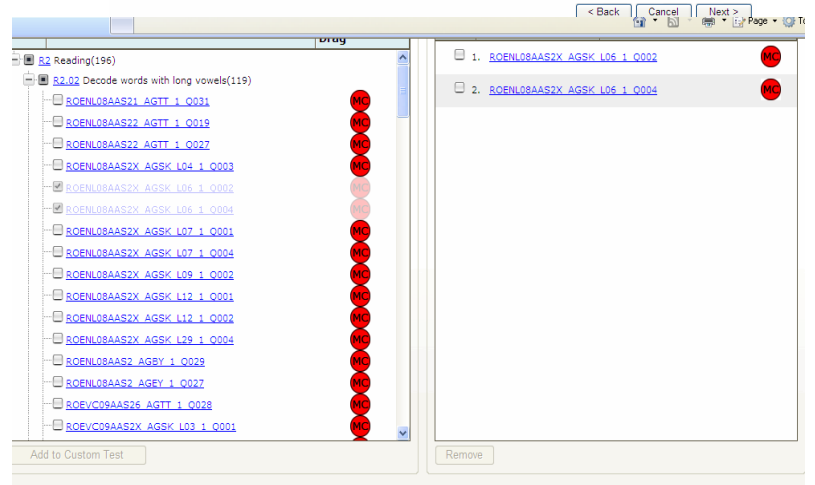 < Back Cancel Next >
Page To
Drag
R2 Reading(196)
R2.02 Decode words with long vowels(119)
ROENL08AAS21_AGTT_1_Q031 MC
ROENL08AAS22_AGTT_1_Q019 MC
ROENL08AAS22_AGTT_1_Q027 MC
ROENL08AAS2X_AGSK_L04_1_Q003 MC
ROENL08AAS2X_AGSK_L06_1_Q002 MC
ROENL08AAS2X_AGSK_L06_1_Q004 MC
ROENL08AAS2X_AGSK_L07_1_Q001 MC
ROENL08AAS2X_AGSK_L07_1_Q004 MC
ROENL08AAS2X_AGSK_L09_1_Q002 MC
ROENL08AAS2X_AGSK_L12_1_Q001 MC
ROENL08AAS2X_AGSK_L12_1_Q002 MC
ROENL08AAS2X_AGSK_L29_1_Q004 MC
ROENL08AAS2_AGBY_1_Q029 MC
ROENL08AAS2_AGEY_1_Q027 MC
ROEVC09AAS26_AGTT_1_Q028 MC
ROEVC09AAS2X_AGSK_L03_1_Q001 MC
Add to Custom Test
1. ROENL08AAS2X_AGSK_L06_1_Q002 MC
2. ROENL08AAS2X_AGSK_L06_1_Q004 MC
Remove